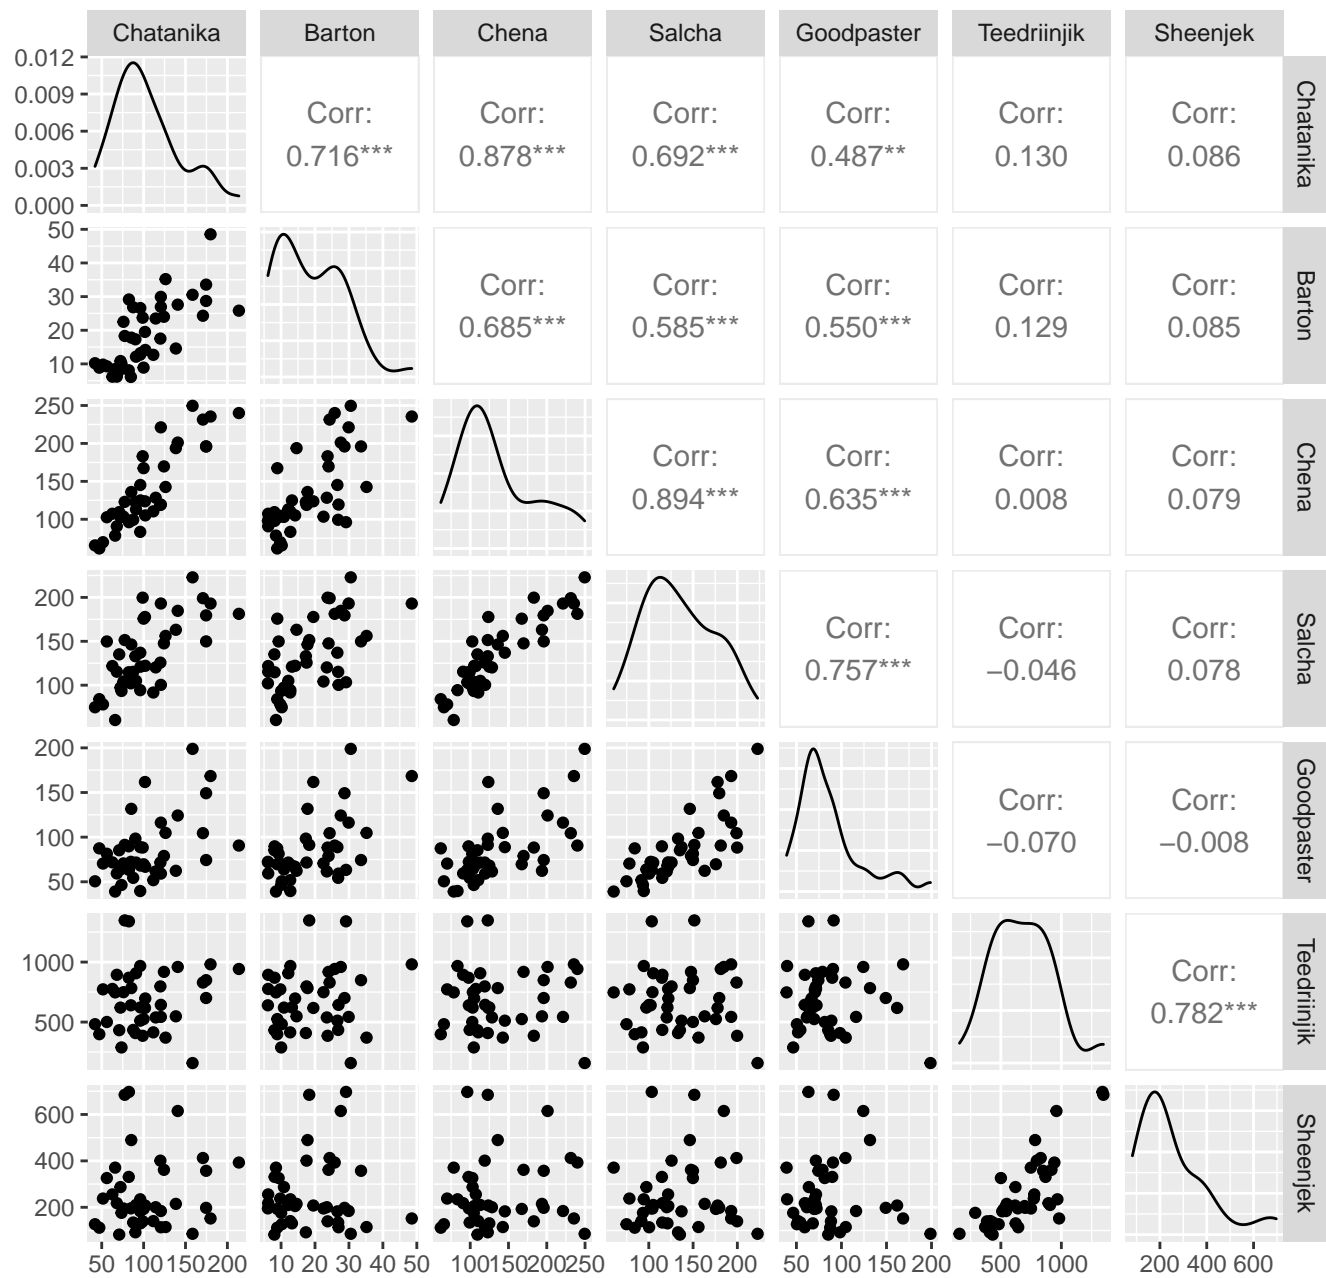 Chatanika Barton Chena Salcha Goodpaster Teedriinjik Sheenjek
0.012
0.009
0.006
0.003
0.000
Corr:
0.716***
Corr:
0.878***
Corr:
0.692***
Corr:
0.487**
Corr:
0.130
Corr:
0.086
Chatanika
50
40
30
20
10
Corr:
0.685***
Corr:
0.585***
Corr:
0.550***
Corr:
0.129
Corr:
0.085
Barton
250
200
150
100
Corr:
0.894***
Corr:
0.635***
Corr:
0.008
Corr:
0.079
Chena
200
150
100
Corr:
0.757***
Corr:
−0.046
Corr:
0.078
Salcha
200
150
100
50
Corr:
−0.070
Corr:
−0.008
Goodpaster
1000
500
Corr:
0.782***
Teedriinjik
600
400
200
Sheenjek
50 100 150 200 10 20 30 40 50 100 150 200 250 100 150 200 50 100 150 200 500 1000 200 400 600